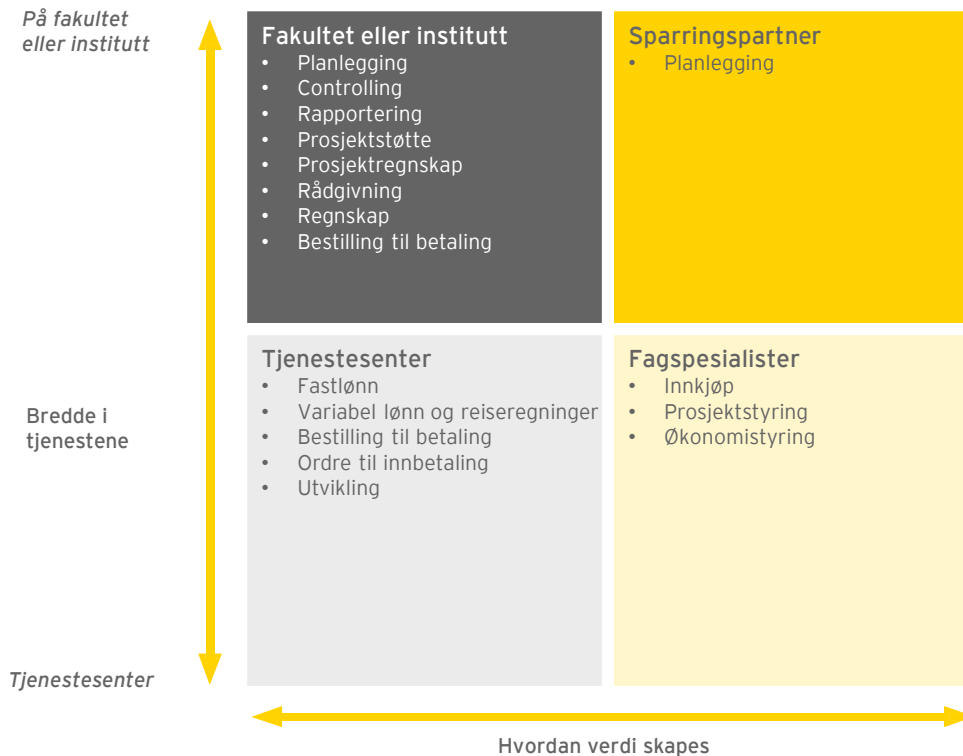 På fakultet
eller institutt
Fakultet eller institutt
• Planlegging
• Controlling
• Rapportering
• Prosjektstøtte
• Prosjektregnskap
• Rådgivning
• Regnskap
• Bestilling til betaling
Sparringspartner
• Planlegging
Bredde i
tjenestene
Tjenestesenter
• Fastlønn
• Variabel lønn og reiseregninger
• Bestilling til betaling
• Ordre til innbetaling
• Utvikling
Fagspesialister
• Innkjøp
• Prosjektstyring
• Økonomistyring
Tjenestesenter
Hvordan verdi skapes